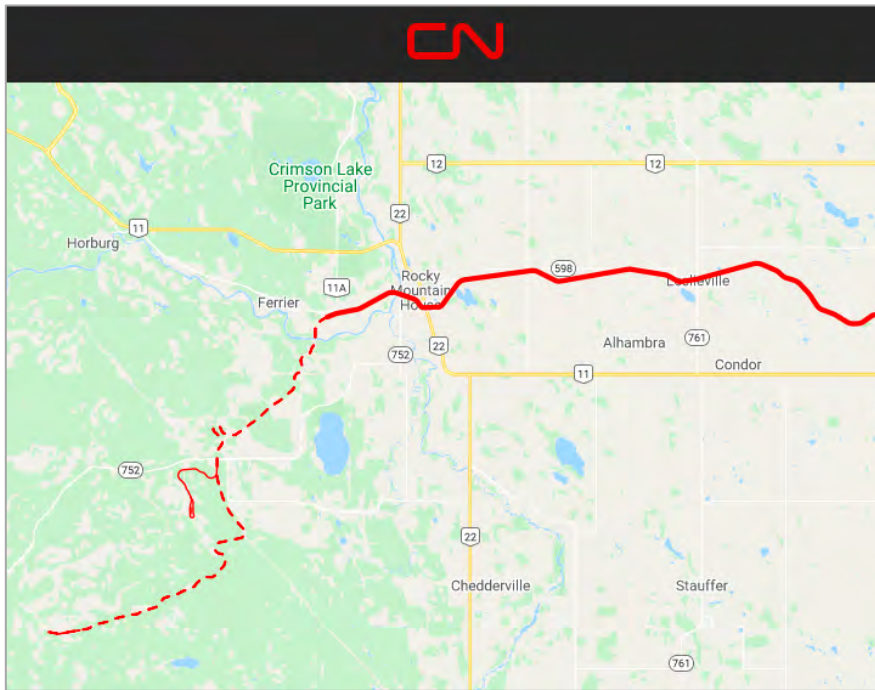 CN
12
12
Crimson Lake
Provincial
Park
22
11
Horburg
598
Rocky
Mountain
House
Leslieville
11A
Ferrier
761
Alhambra
22
752
Condor
11
752
22
Chedderville
Stauffer
761